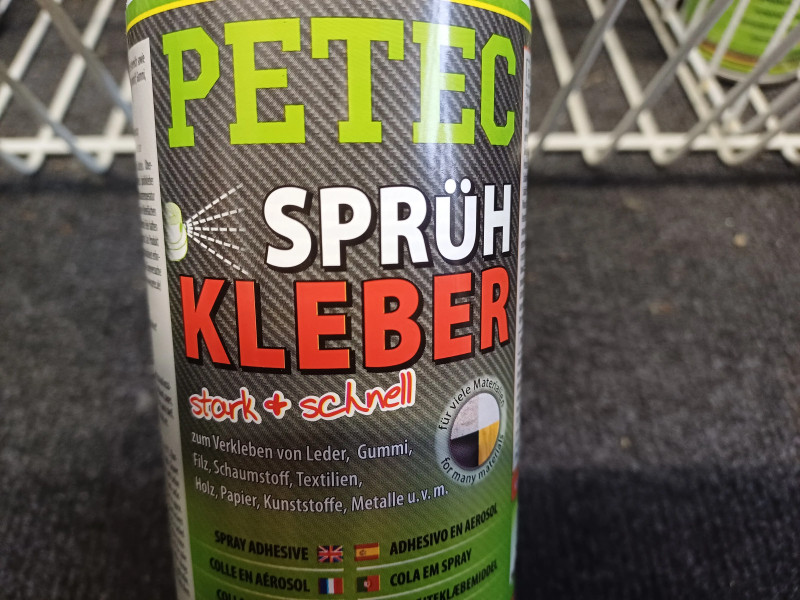 PETEC
SPRÜH
KLEBER
stark & schnell
für viele Materialien
for many materials
zum Verkleben von Leder, Gummi,
Filz, Schaumstoff, Textilien,
Holz, Papier, Kunststoffe, Metalle u.v.m.
SPRAY ADHESIVE
ADHESIVO EN AEROSOL
COLLE EN AÉROSOL
COLA EM SPRAY